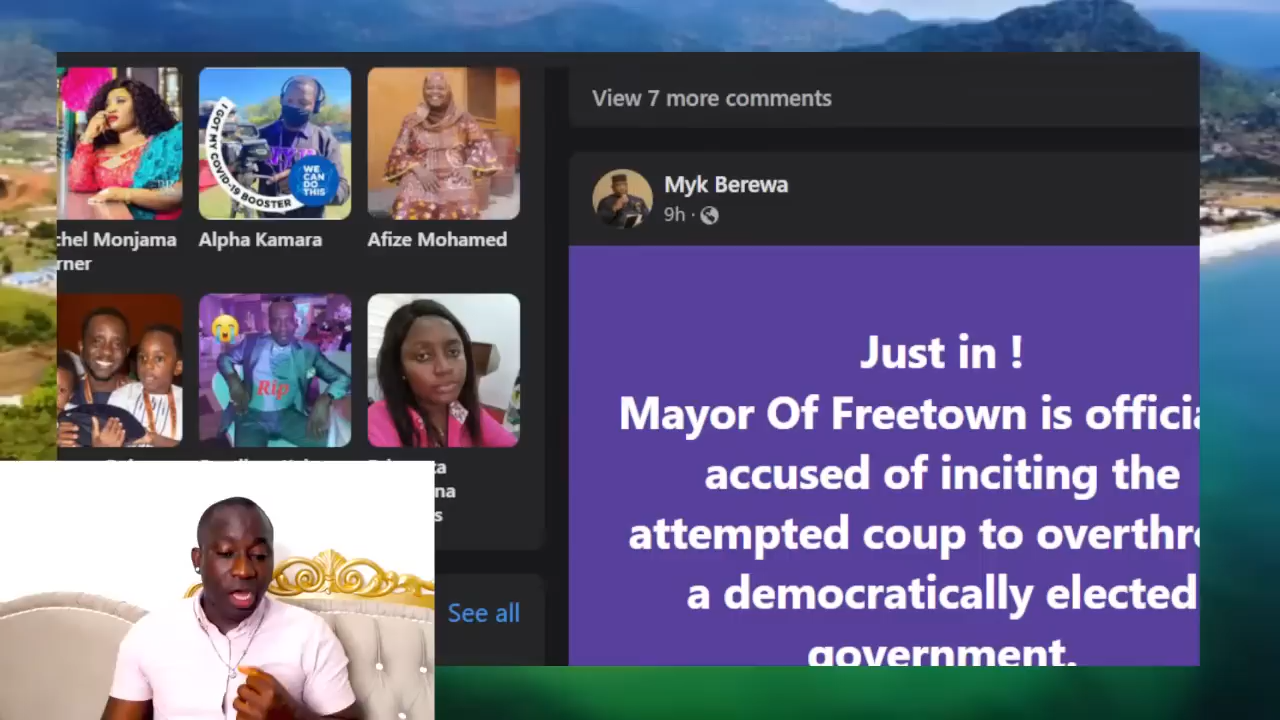 View 7 more comments
I GOT MY COVID-19 BOOSTER
WE
CAN
DO
THIS
chel Monjama
rner
Alpha Kamara
Afize Mohamed
Myk Berewa
9h ·
Rip
na
s
See all
Just in !
Mayor Of Freetown is officia
accused of inciting the
attempted coup to overthr
a democratically elected
government.